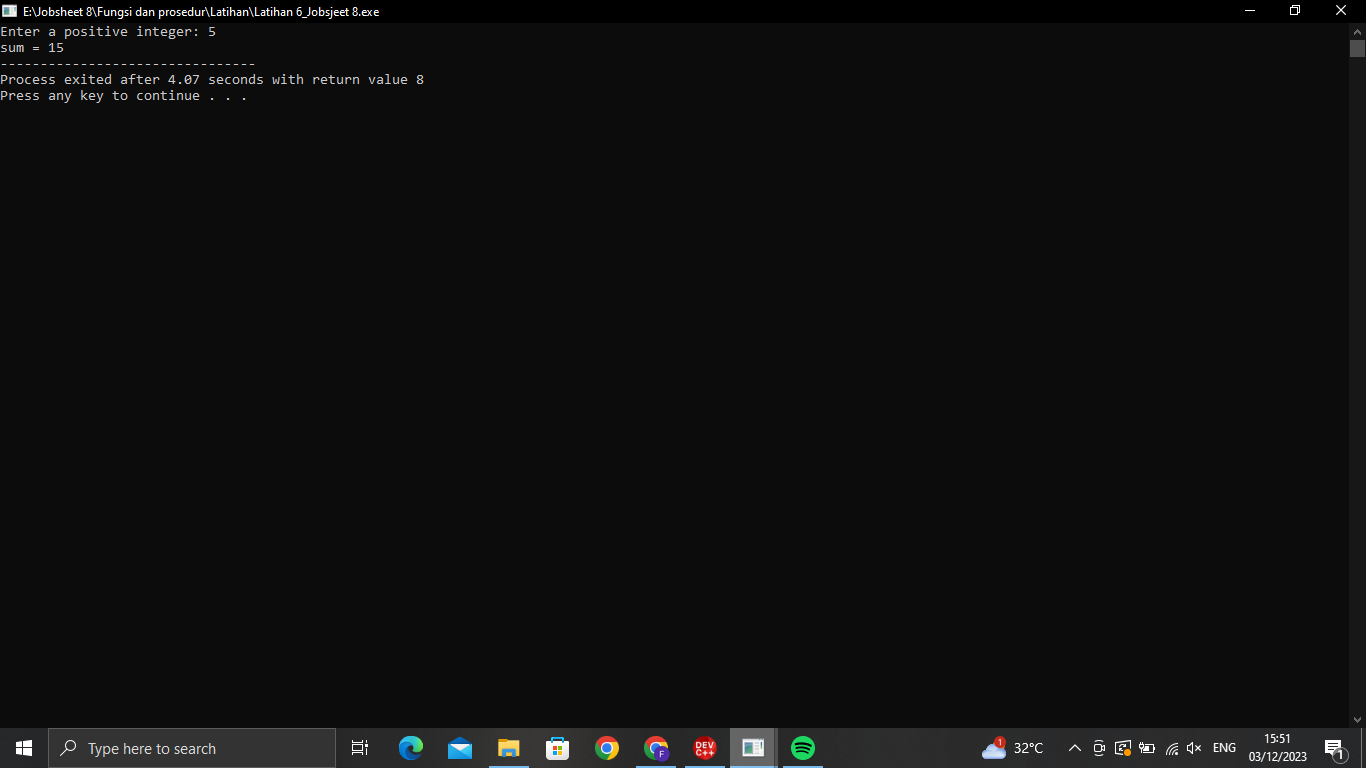 E:\Jobsheet 8\Fungsi dan prosedur\Latihan\Latihan 6_Jobsjeet 8.exe
Enter a positive integer: 5
sum = 15
--------------------------------
Process exited after 4.07 seconds with return value 8
Press any key to continue . . .
Type here to search
F
DEV
C++
1
32°C
ENG
15:51
03/12/2023
1